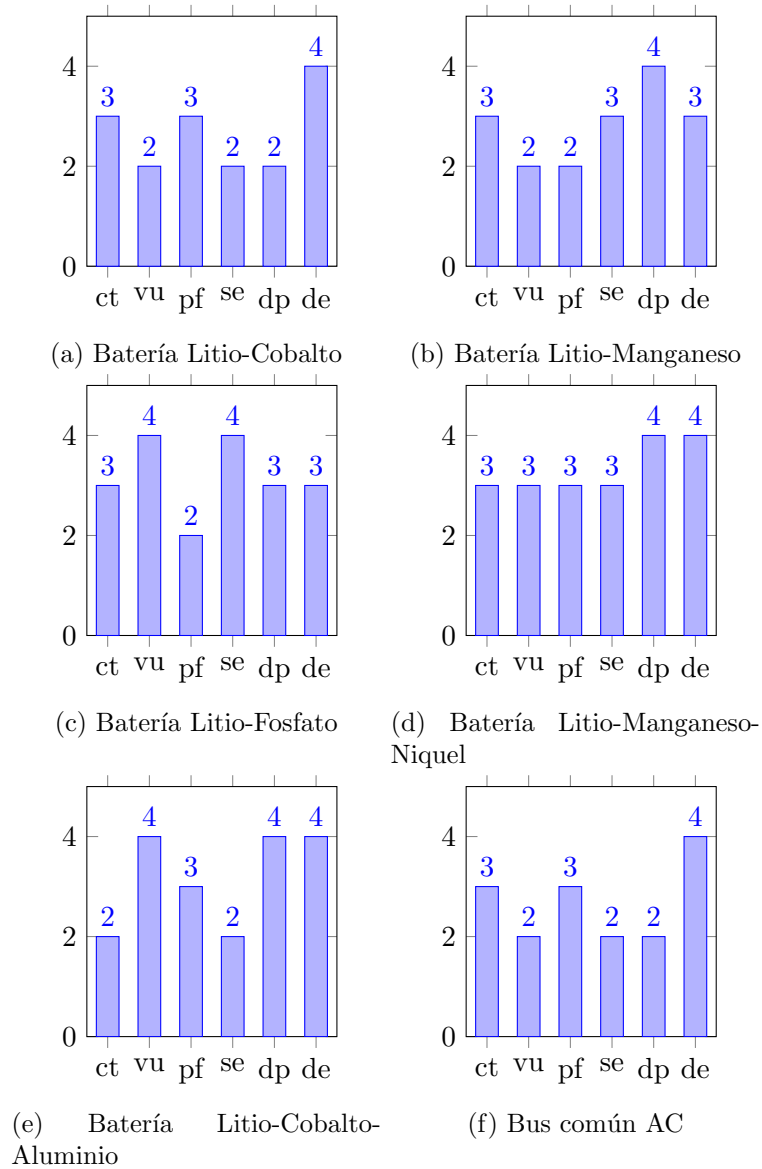 4
2
0
3 2 3 2 2 4
ct vu pf se dp de
(a) Batería Litio-Cobalto
4
2
0
3 2 2 3 4 3
ct vu pf se dp de
(b) Batería Litio-Manganeso
4
2
0
3 4 2 4 3 3
ct vu pf se dp de
(c) Batería Litio-Fosfato
4
2
0
3 3 3 3 4 4
ct vu pf se dp de
(d) Batería Litio-Manganeso-
Niquel
4
2
0
2 4 3 2 4 4
ct vu pf se dp de
(e) Batería Litio-Cobalto-
Aluminio
4
2
0
3 2 3 2 2 4
ct vu pf se dp de
(f) Bus común AC